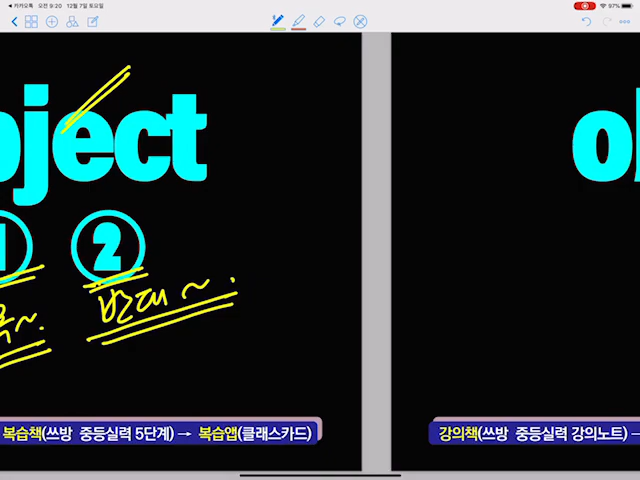 카카오톡 오전 9:20 12월 7일 토요일
97%
bject
ob
1 2
반대~.
복습책(쓰방 중등실력 5단계) → 복습앱(클래스카드)
강의책(쓰방 중등실력 강의노트) →